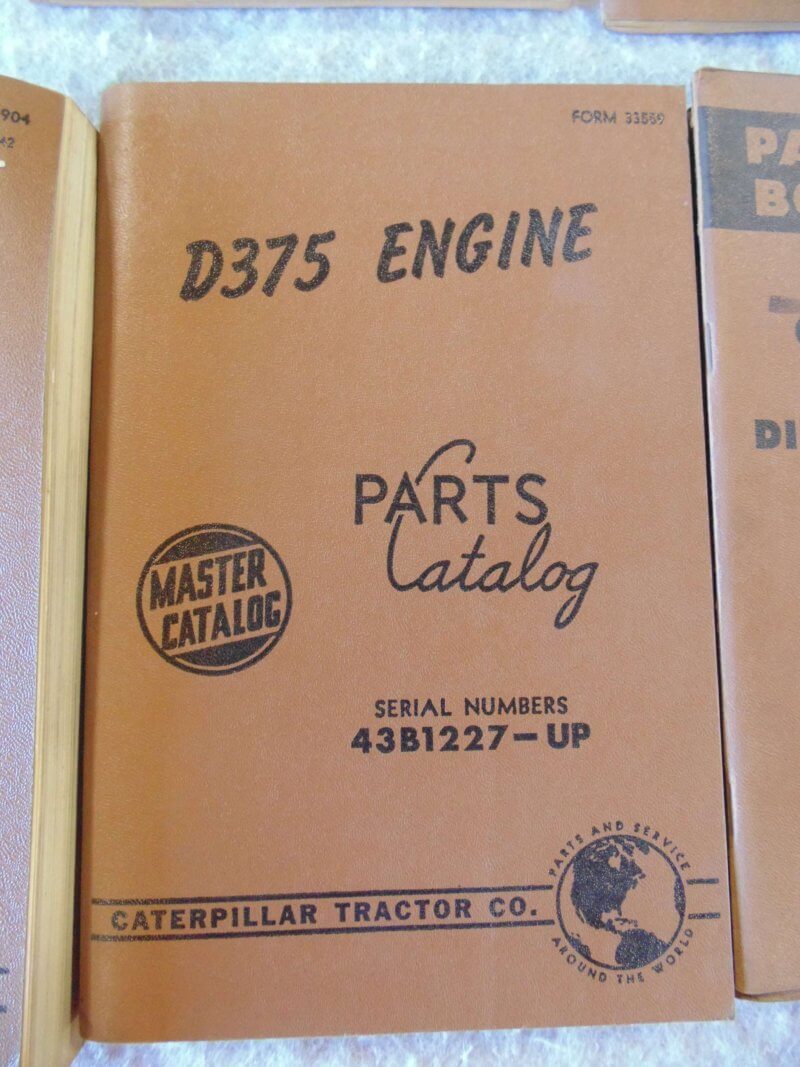 904
42
FORM 33559
D375 ENGINE
PARTS
Catalog
MASTER
CATALOG
SERIAL NUMBERS
43B1227-UP
CATERPILLAR TRACTOR CO.
PARTS AND SERVICE
AROUND THE WORLD
PA
BO
DI